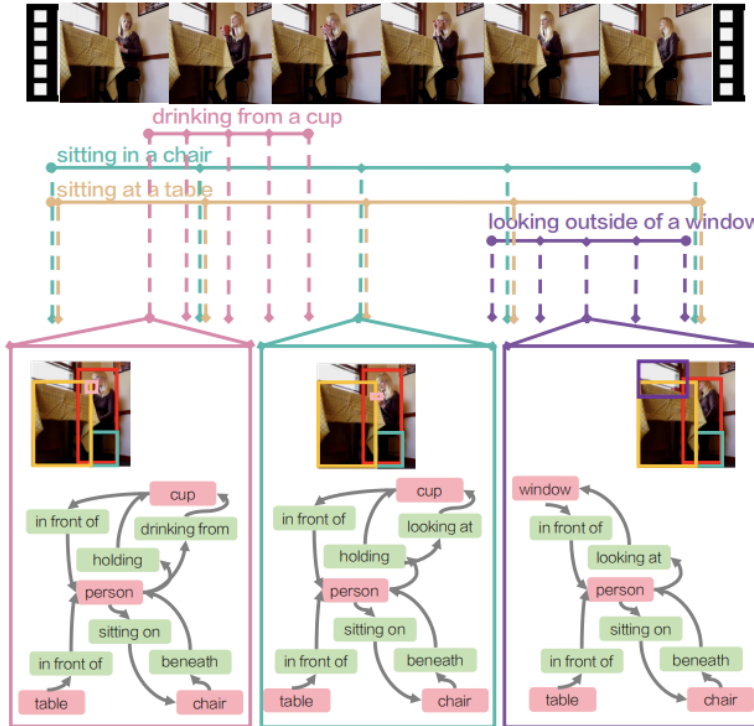 drinking from a cup
sitting in a chair
sitting at a table
looking outside of a window
cup
in front of
drinking from
holding
person
sitting on
in front of
beneath
table
chair
cup
in front of
looking at
holding
person
sitting on
in front of
beneath
table
chair
window
in front of
looking at
person
sitting on
in front of
beneath
table
chair